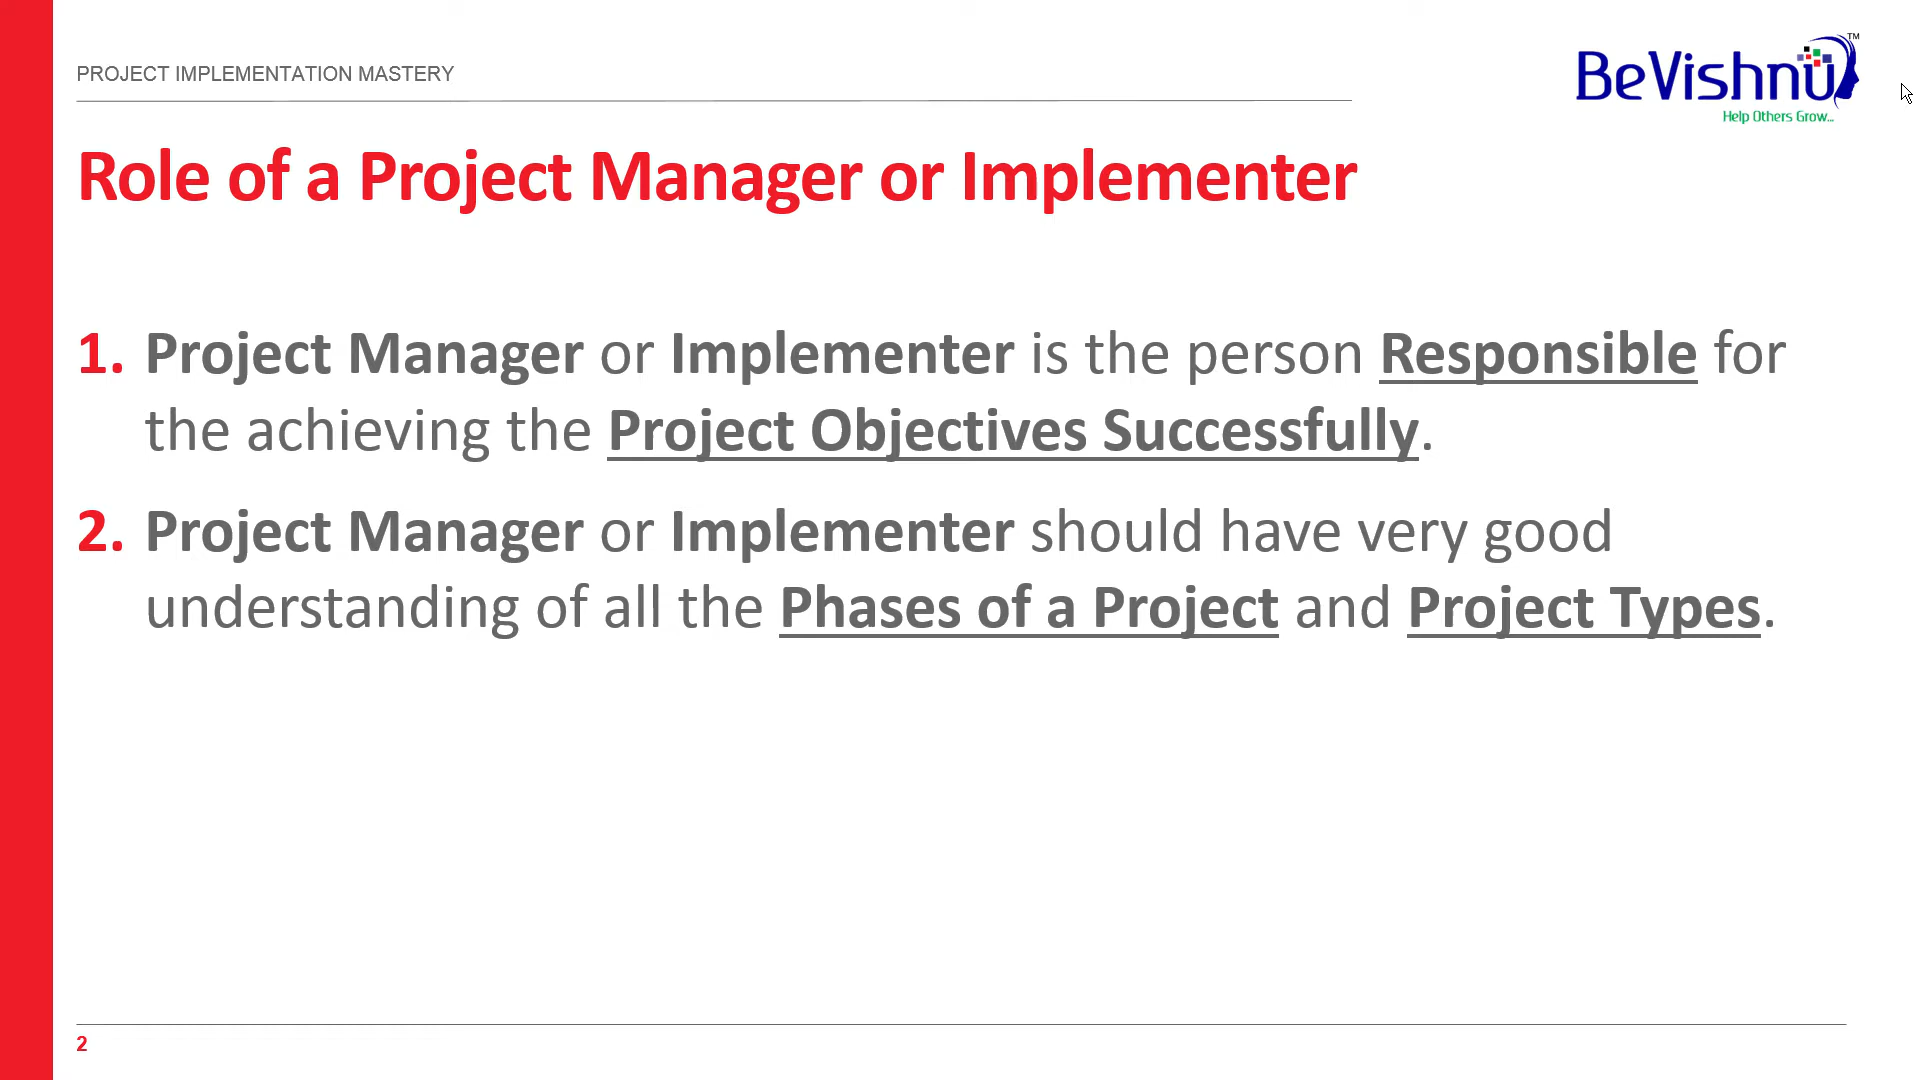 PROJECT IMPLEMENTATION MASTERY
BeVishnu™
Help Others Grow...
Role of a Project Manager or Implementer
1. Project Manager or Implementer is the person Responsible for
the achieving the Project Objectives Successfully.
2. Project Manager or Implementer should have very good
understanding of all the Phases of a Project and Project Types.
2